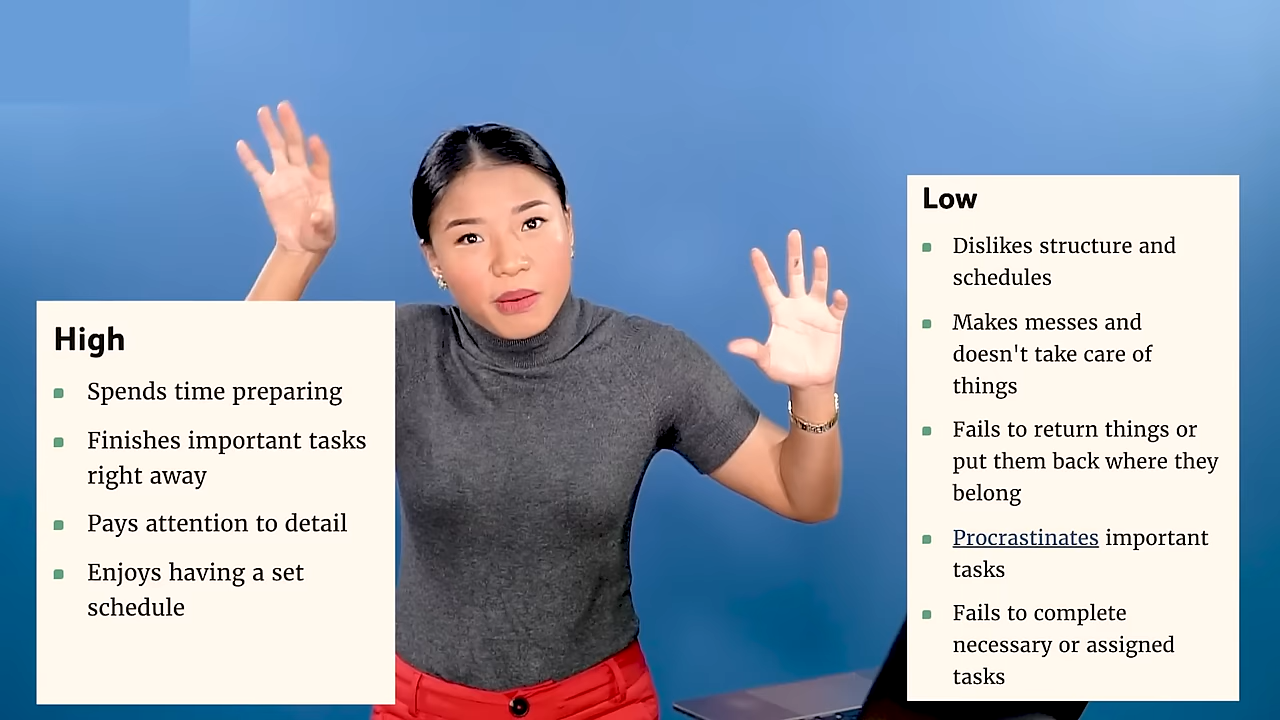 High
Spends time preparing
Finishes important tasks
right away
Pays attention to detail
Enjoys having a set
schedule
Low
Dislikes structure and
schedules
Makes messes and
doesn't take care of
things
Fails to return things or
put them back where they
belong
Procrastinates important
tasks
Fails to complete
necessary or assigned
tasks